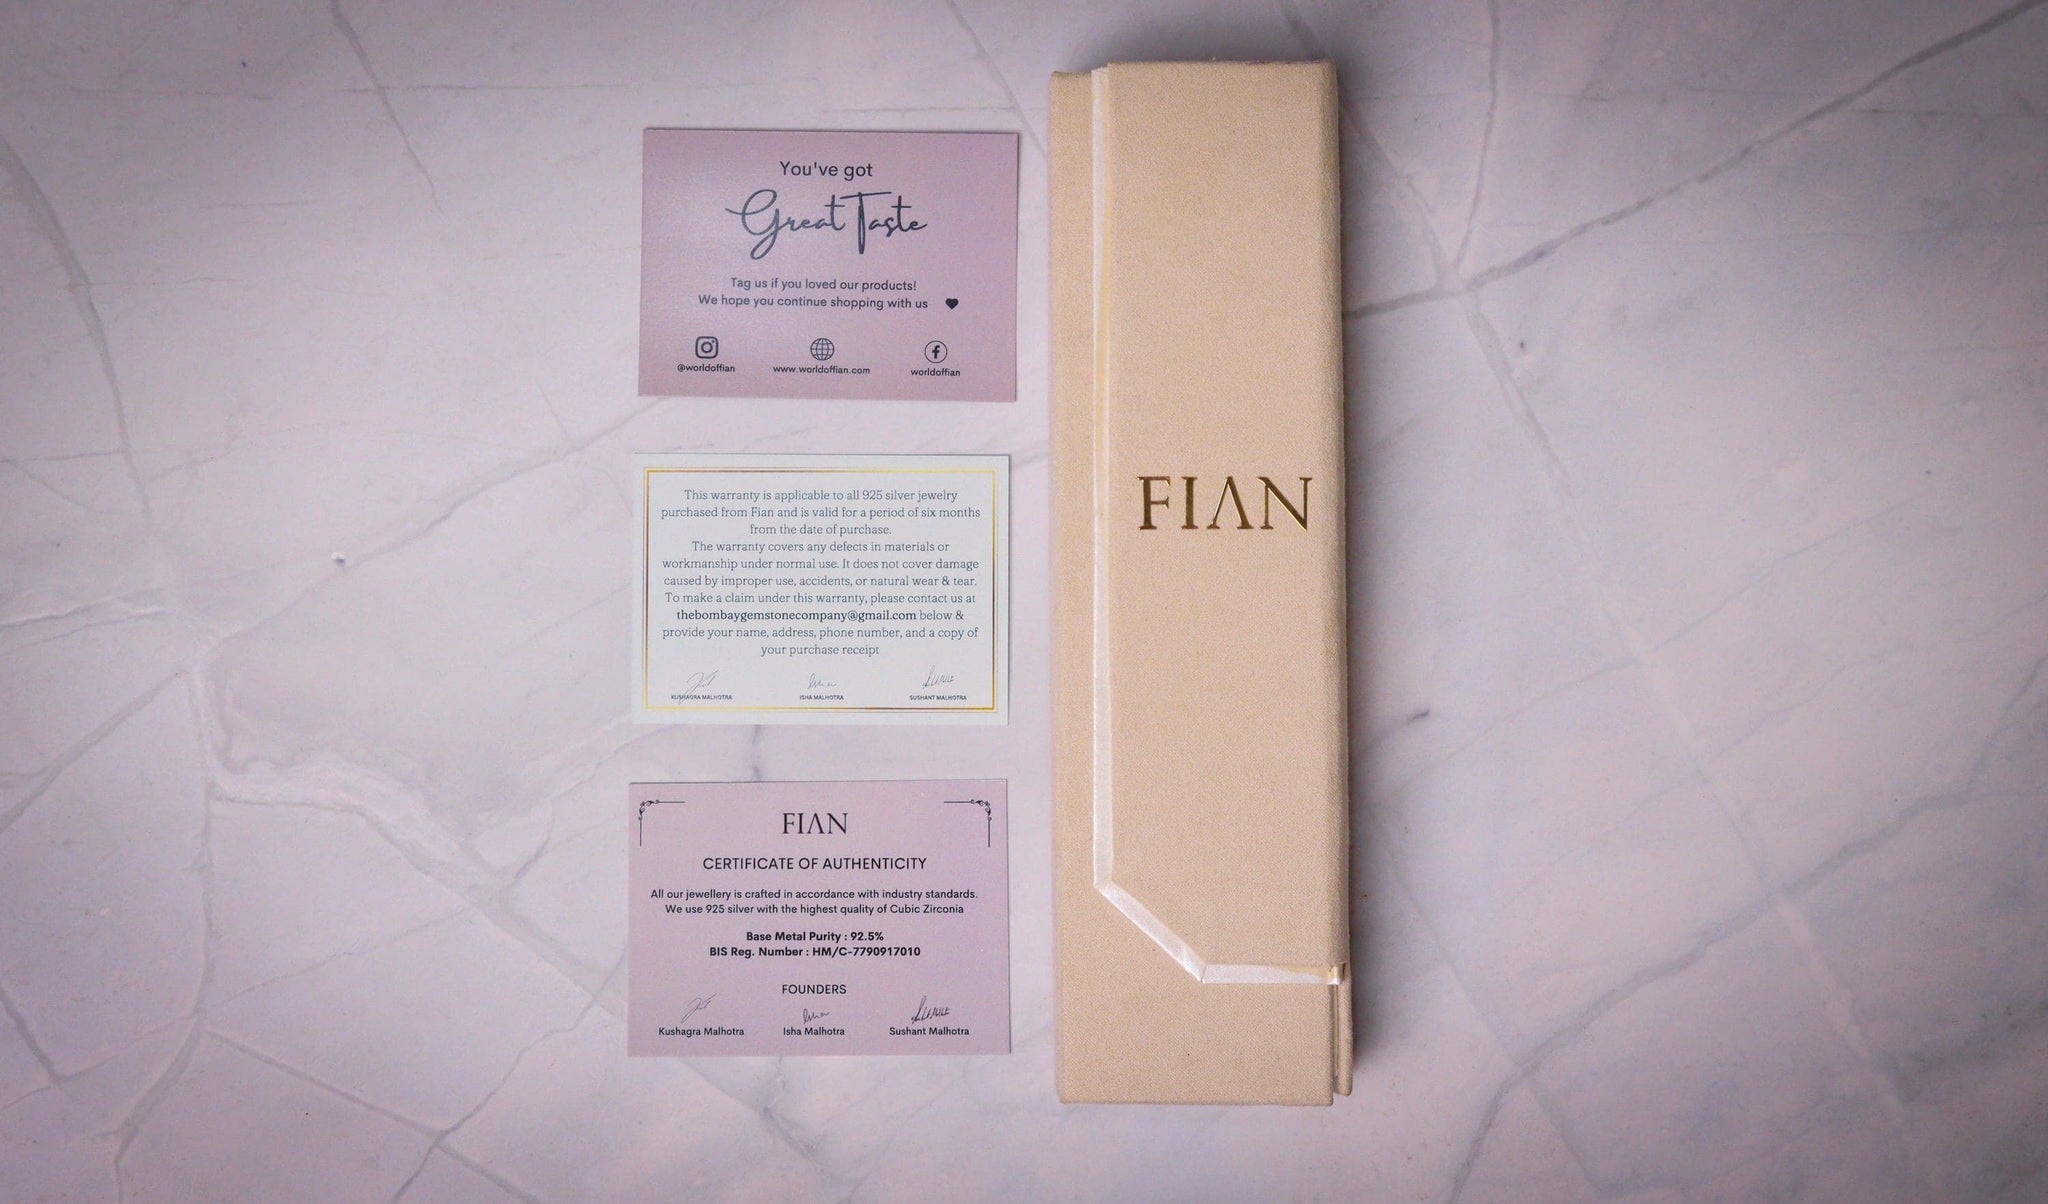 You've got
Great Taste
Tag us if you loved our products!
We hope you continue shopping with us
@worldoffian
www.worldoffian.com
worldoffian
This warranty is applicable to all 925 silver jewelry
purchased from Fian and is valid for a period of six months
from the date of purchase.
The warranty covers any defects in materials or
workmanship under normal use. It does not cover damage
caused by improper use, accidents, or natural wear & tear.
To make a claim under this warranty, please contact us at
thebombaygemstonecompany@gmail.com below &
provide your name, address, phone number, and a copy of
your purchase receipt
KUSHAGRA MALHOTRA
ISHA MALHOTRA
SUSHANT MALHOTRA
FIAN
CERTIFICATE OF AUTHENTICITY
All our jewellery is crafted in accordance with industry standards.
We use 925 silver with the highest quality of Cubic Zirconia
Base Metal Purity : 92.5%
BIS Reg. Number : HM/C-7790917010
FOUNDERS
Kushagra Malhotra
Isha Malhotra
Sushant Malhotra
FIAN